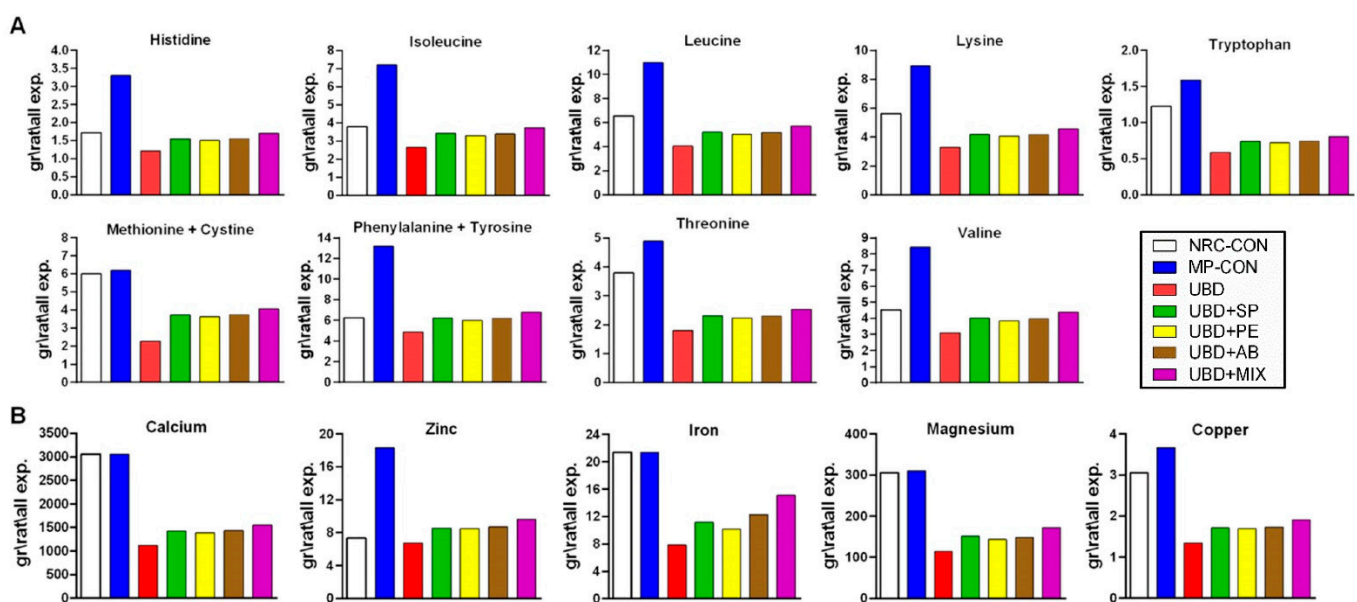 A
Histidine
gr\rat\all exp.
4.0
3.5
3.0
2.5
2.0
1.5
1.0
0.5
0.0
Isoleucine
gr\rat\all exp.
8
7
6
5
4
3
2
1
0
Leucine
gr\rat\all exp.
12
10
8
6
4
2
0
Lysine
gr\rat\all exp.
10
8
6
4
2
0
Tryptophan
gr\rat\all exp.
2.0
1.5
1.0
0.5
0.0
Methionine + Cystine
gr\rat\all exp.
8
7
6
5
4
3
2
1
0
Phenylalanine + Tyrosine
gr\rat\all exp.
14
12
10
8
6
4
2
0
Threonine
gr\rat\all exp.
5
4
3
2
1
0
Valine
gr\rat\all exp.
9
8
7
6
5
4
3
2
1
0
NRC-CON
MP-CON
UBD
UBD+SP
UBD+PE
UBD+AB
UBD+MIX
B
Calcium
gr\rat\all exp.
3500
3000
2500
2000
1500
1000
500
0
Zinc
gr\rat\all exp.
20
16
12
8
4
0
Iron
gr\rat\all exp.
24
20
16
12
8
4
0
Magnesium
gr\rat\all exp.
400
300
200
100
0
Copper
gr\rat\all exp.
4
3
2
1
0